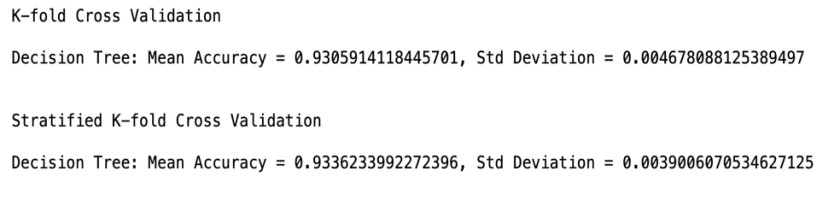 K-fold Cross Validation
Decision Tree: Mean Accuracy = 0.9305914118445701, Std Deviation = 0.004678088125389497
Stratified K-fold Cross Validation
Decision Tree: Mean Accuracy = 0.9336233992272396, Std Deviation = 0.0039006070534627125